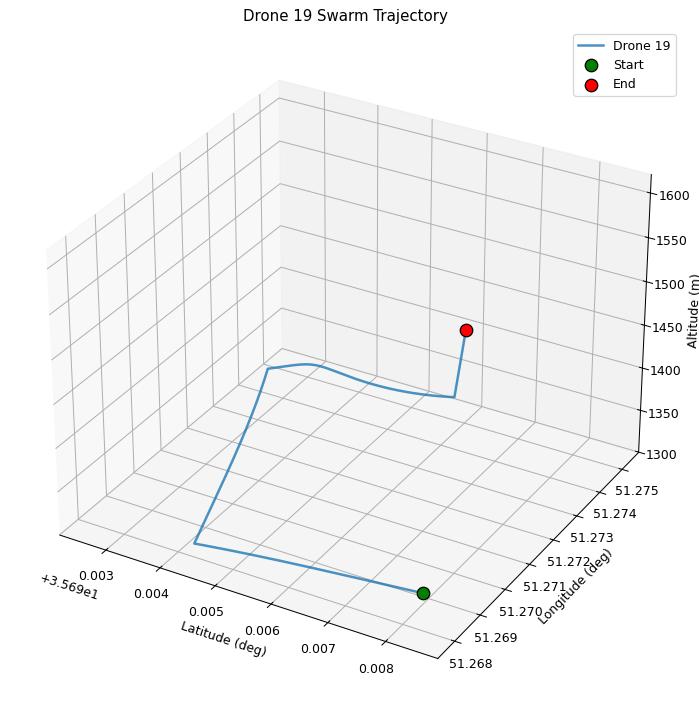 Drone 19 Swarm Trajectory
Drone 19
Start
End
1600
1550
1500
1450
1400
1350
1300
Altitude (m)
51.275
51.274
51.273
51.272
51.271
51.270
51.269
51.268
Longitude (deg)
0.003
0.004
0.005
0.006
0.007
0.008
+3.569e1
Latitude (deg)